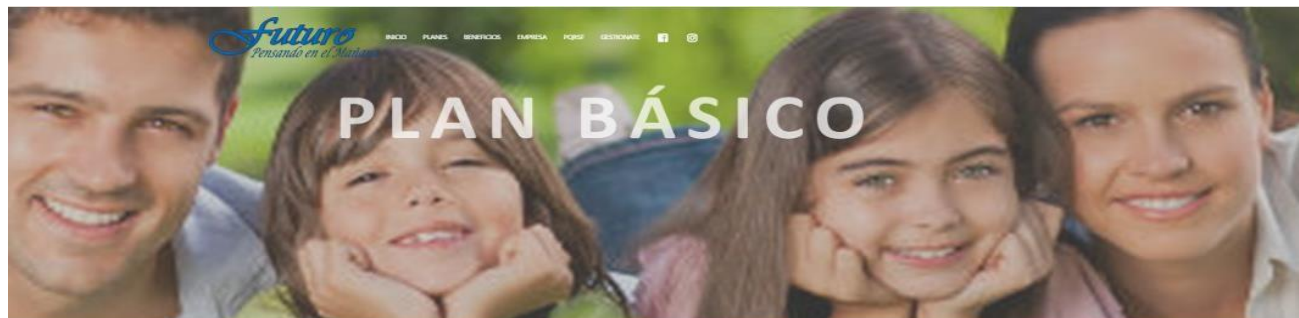 Futuro
Pensando en el Mañana
INICIO PLANES BENEFICIOS EMPRESA PQRSF GESTIONATE
PLAN BÁSICO